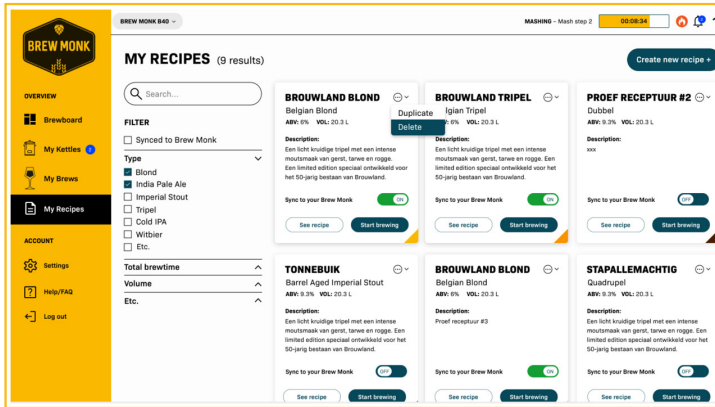 BREW MONK
BREW MONK B40
MASHING – Mash step 2
00:08:34
MY RECIPES (9 results)
Create new recipe +
OVERVIEW
Brewboard
My Kettles 2
My Brews
My Recipes
ACCOUNT
Settings
Help/FAQ
Log out
Search...
FILTER
Synced to Brew Monk
Type
Blond
India Pale Ale
Imperial Stout
Tripel
Cold IPA
Witbier
Etc.
Total brewtime
Volume
Etc.
BROUWLAND BLOND
Belgian Blond
ABV: 6% VOL: 20.3 L
Description:
Een licht kruidige tripel met een intense
moutsmaak van gerst, tarwe en rogge. Een
limited edition speciaal ontwikkeld voor het
50-jarig bestaan van Brouwland.
Sync to your Brew Monk ON
See recipe Start brewing
Duplicate
Delete
BROUWLAND TRIPEL
lgian Tripel
: 6% VOL: 20.3 L
Description:
Een licht kruidige tripel met een intense
moutsmaak van gerst, tarwe en rogge. Een
limited edition speciaal ontwikkeld voor het
50-jarig bestaan van Brouwland.
Sync to your Brew Monk ON
See recipe Start brewing
PROEF RECEPTUUR #2
Dubbel
ABV: 9.3% VOL: 20.3 L
Description:
xxx
Sync to your Brew Monk OFF
See recipe Start brewing
TONNEBUIK
Barrel Aged Imperial Stout
ABV: 9.3% VOL: 20.3 L
Description:
Een licht kruidige tripel met een intense
moutsmaak van gerst, tarwe en rogge. Een
limited edition speciaal ontwikkeld voor het
50-jarig bestaan van Brouwland.
Sync to your Brew Monk OFF
See recipe Start brewing
BROUWLAND BLOND
Belgian Blond
ABV: 6% VOL: 20.3 L
Description:
Proef receptuur #3
Sync to your Brew Monk ON
See recipe Start brewing
STAPALLEMACHTIG
Quadrupel
ABV: 9.3% VOL: 20.3 L
Description:
Een licht kruidige tripel met een intense
moutsmaak van gerst, tarwe en rogge. Een
limited edition speciaal ontwikkeld voor het
50-jarig bestaan van Brouwland.
Sync to your Brew Monk OFF
See recipe Start brewing